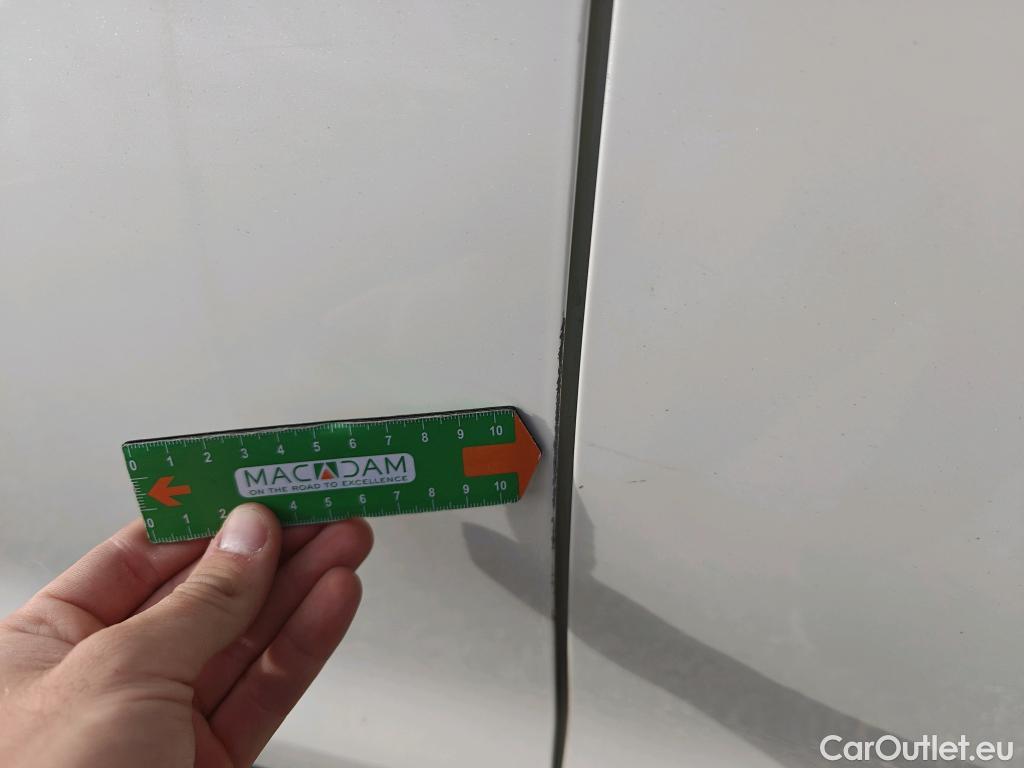 0 1 2 3 4 5 6 7 8 9 10
MACADAM
ON THE ROAD TO EXCELLENCE
0 1 2 4 5 6 7 8 9 10
CarOutlet.eu